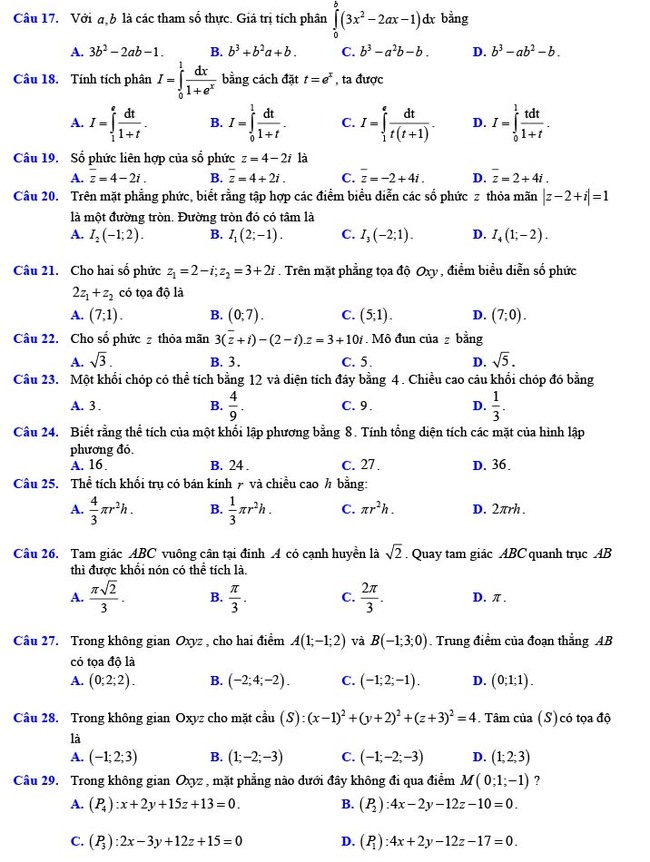 Câu 17. Với a,b là các tham số thực. Giá trị tích phân ∫₀ᵇ(3x² − 2ax − 1)dx bằng
A. 3b² − 2ab − 1. B. b³ + b²a + b. C. b³ − a²b − b. D. b³ − ab² − b.
Câu 18. Tính tích phân I = ∫₀¹ dx/(1+eˣ) bằng cách đặt t = eˣ, ta được
A. I = ∫₁ᵉ dt/(1+t). B. I = ∫₀¹ dt/(1+t). C. I = ∫₁ᵉ dt/(t(t+1)). D. I = ∫₀¹ tdt/(1+t).
Câu 19. Số phức liên hợp của số phức z = 4 − 2i là
A. z̄ = 4 − 2i. B. z̄ = 4 + 2i. C. z̄ = −2 + 4i. D. z̄ = 2 + 4i.
Câu 20. Trên mặt phẳng phức, biết rằng tập hợp các điểm biểu diễn các số phức z thỏa mãn |z − 2 + i| = 1
là một đường tròn. Đường tròn đó có tâm là
A. I₂(−1;2). B. I₁(2;−1). C. I₃(−2;1). D. I₄(1;−2).
Câu 21. Cho hai số phức z₁ = 2 − i; z₂ = 3 + 2i. Trên mặt phẳng tọa độ Oxy, điểm biểu diễn số phức
2z₁ + z₂ có tọa độ là
A. (7;1). B. (0;7). C. (5;1). D. (7;0).
Câu 22. Cho số phức z thỏa mãn 3(z̄ + i) − (2 − i).z = 3 + 10i. Mô đun của z bằng
A. √3. B. 3. C. 5. D. √5.
Câu 23. Một khối chóp có thể tích bằng 12 và diện tích đáy bằng 4. Chiều cao cảu khối chóp đó bằng
A. 3. B. 4/9. C. 9. D. 1/3.
Câu 24. Biết rằng thể tích của một khối lập phương bằng 8. Tính tổng diện tích các mặt của hình lập
phương đó.
A. 16. B. 24. C. 27. D. 36.
Câu 25. Thể tích khối trụ có bán kính r và chiều cao h bằng:
A. 4/3 πr²h. B. 1/3 πr²h. C. πr²h. D. 2πrh.
Câu 26. Tam giác ABC vuông cân tại đỉnh A có cạnh huyền là √2. Quay tam giác ABC quanh trục AB
thì được khối nón có thể tích là.
A. π√2/3. B. π/3. C. 2π/3. D. π.
Câu 27. Trong không gian Oxyz, cho hai điểm A(1;−1;2) và B(−1;3;0). Trung điểm của đoạn thẳng AB
có tọa độ là
A. (0;2;2). B. (−2;4;−2). C. (−1;2;−1). D. (0;1;1).
Câu 28. Trong không gian Oxyz cho mặt cầu (S):(x−1)² + (y+2)² + (z+3)² = 4. Tâm của (S) có tọa độ
là
A. (−1;2;3) B. (1;−2;−3) C. (−1;−2;−3) D. (1;2;3)
Câu 29. Trong không gian Oxyz, mặt phẳng nào dưới đây không đi qua điểm M(0;1;−1) ?
A. (P₄): x + 2y + 15z + 13 = 0. B. (P₂): 4x − 2y − 12z − 10 = 0.
C. (P₃): 2x − 3y + 12z + 15 = 0 D. (P₁): 4x + 2y − 12z − 17 = 0.